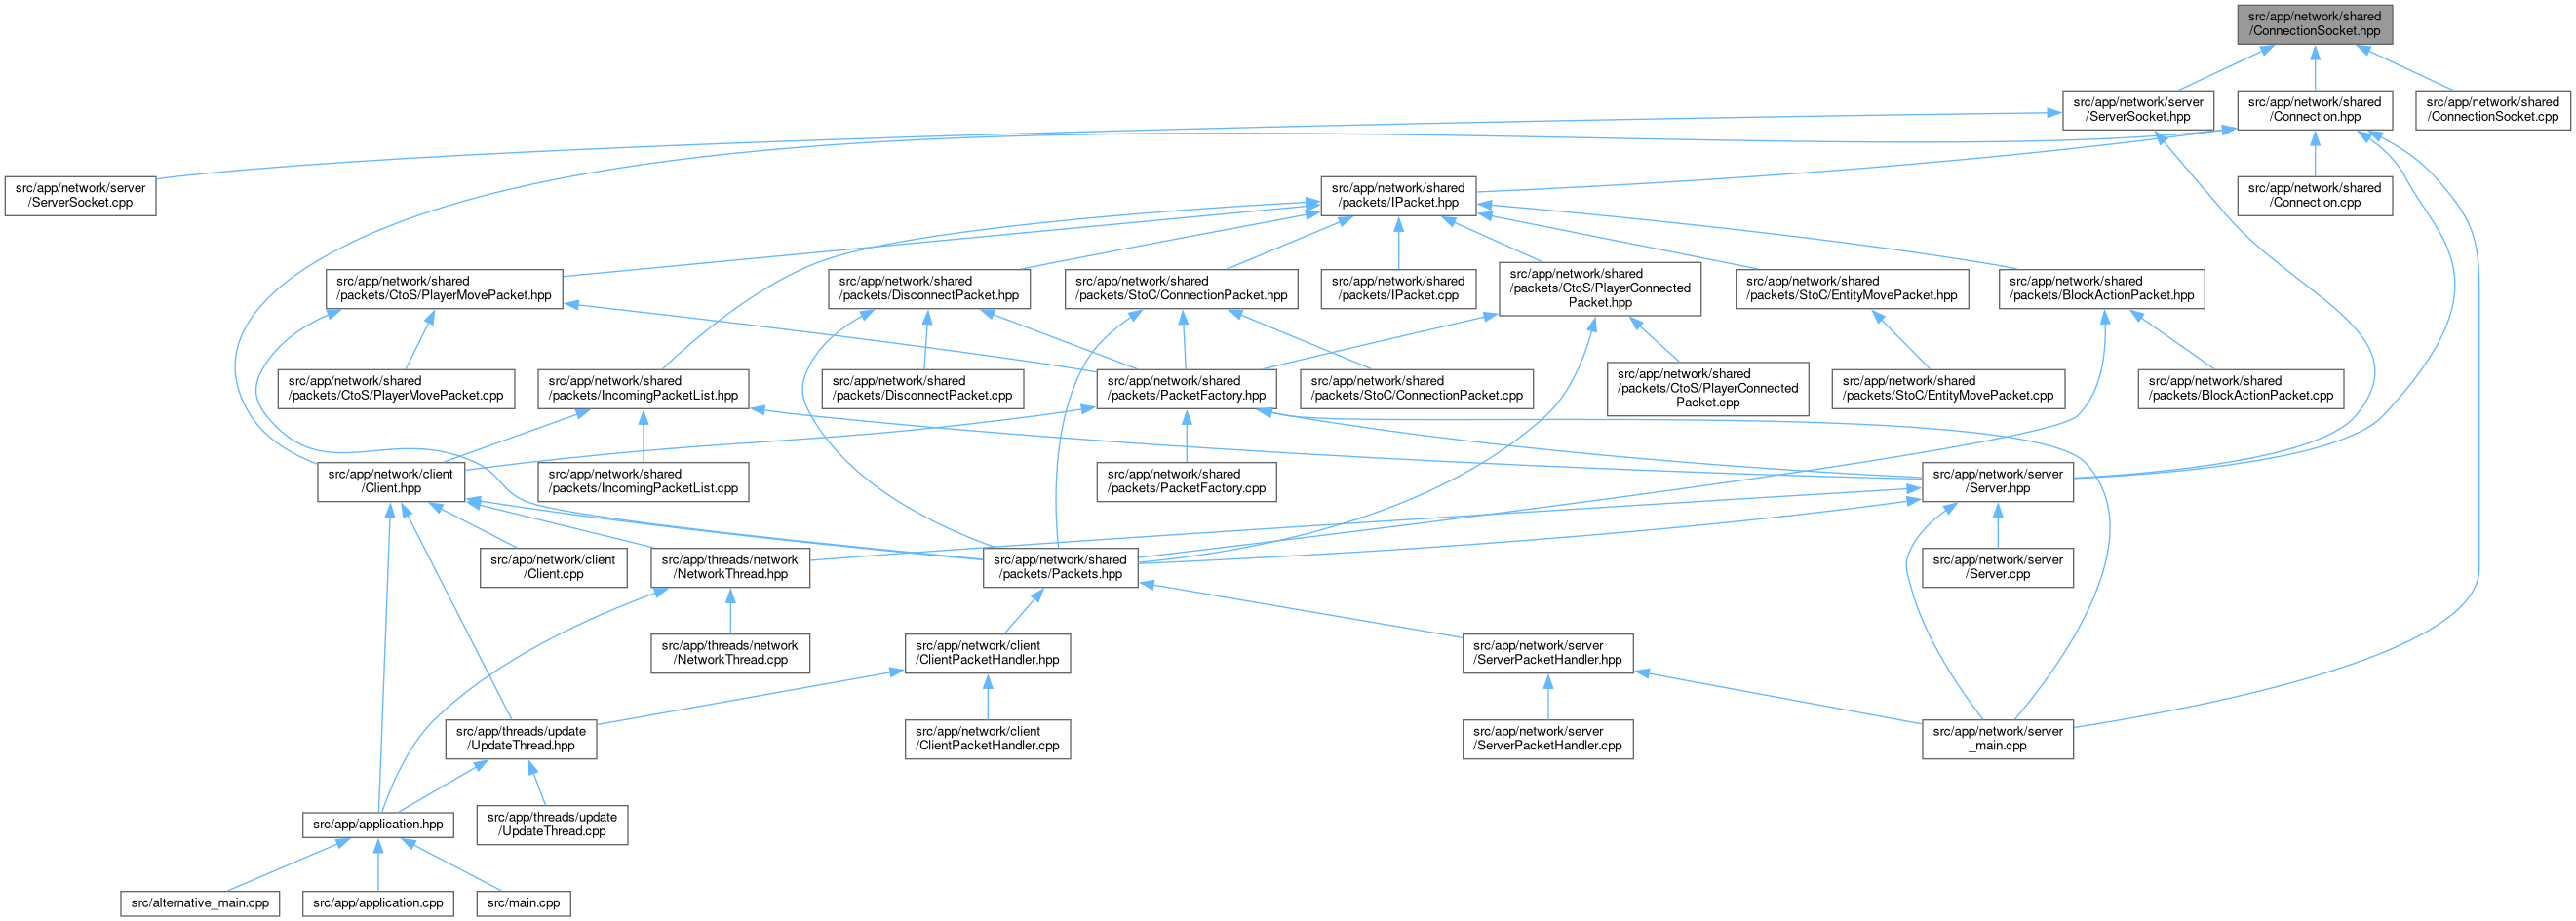 src/app/network/shared
/ConnectionSocket.hpp
src/app/network/server
/ServerSocket.hpp
src/app/network/shared
/Connection.hpp
src/app/network/shared
/ConnectionSocket.cpp
src/app/network/server
/ServerSocket.cpp
src/app/network/shared
/packets/IPacket.hpp
src/app/network/shared
/Connection.cpp
src/app/network/shared
/packets/CtoS/PlayerMovePacket.hpp
src/app/network/shared
/packets/DisconnectPacket.hpp
src/app/network/shared
/packets/StoC/ConnectionPacket.hpp
src/app/network/shared
/packets/IPacket.cpp
src/app/network/shared
/packets/CtoS/PlayerConnected
Packet.hpp
src/app/network/shared
/packets/StoC/EntityMovePacket.hpp
src/app/network/shared
/packets/BlockActionPacket.hpp
src/app/network/shared
/packets/CtoS/PlayerMovePacket.cpp
src/app/network/shared
/packets/IncomingPacketList.hpp
src/app/network/shared
/packets/DisconnectPacket.cpp
src/app/network/shared
/packets/PacketFactory.hpp
src/app/network/shared
/packets/StoC/ConnectionPacket.cpp
src/app/network/shared
/packets/CtoS/PlayerConnected
Packet.cpp
src/app/network/shared
/packets/StoC/EntityMovePacket.cpp
src/app/network/shared
/packets/BlockActionPacket.cpp
src/app/network/client
/Client.hpp
src/app/network/shared
/packets/IncomingPacketList.cpp
src/app/network/shared
/packets/PacketFactory.cpp
src/app/network/server
/Server.hpp
src/app/network/client
/Client.cpp
src/app/threads/network
/NetworkThread.hpp
src/app/network/shared
/packets/Packets.hpp
src/app/network/server
/Server.cpp
src/app/threads/network
/NetworkThread.cpp
src/app/network/client
/ClientPacketHandler.hpp
src/app/network/server
/ServerPacketHandler.hpp
src/app/threads/update
/UpdateThread.hpp
src/app/network/client
/ClientPacketHandler.cpp
src/app/network/server
/ServerPacketHandler.cpp
src/app/network/server
_main.cpp
src/app/application.hpp
src/app/threads/update
/UpdateThread.cpp
src/alternative_main.cpp
src/app/application.cpp
src/main.cpp